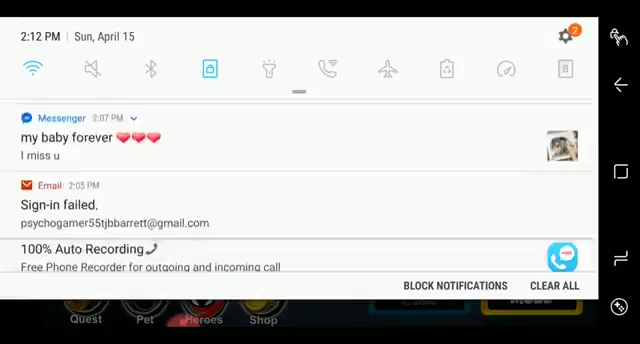 2:12 PM | Sun, April 15
2
B
Messenger 2:07 PM
my baby forever ❤❤❤
I miss u
Email 2:05 PM
Sign-in failed.
psychogamer55tjbbarrett@gmail.com
100% Auto Recording
Free Phone Recorder for outgoing and incoming call
BLOCK NOTIFICATIONS
CLEAR ALL
Quest
Pet
Heroes
Shop